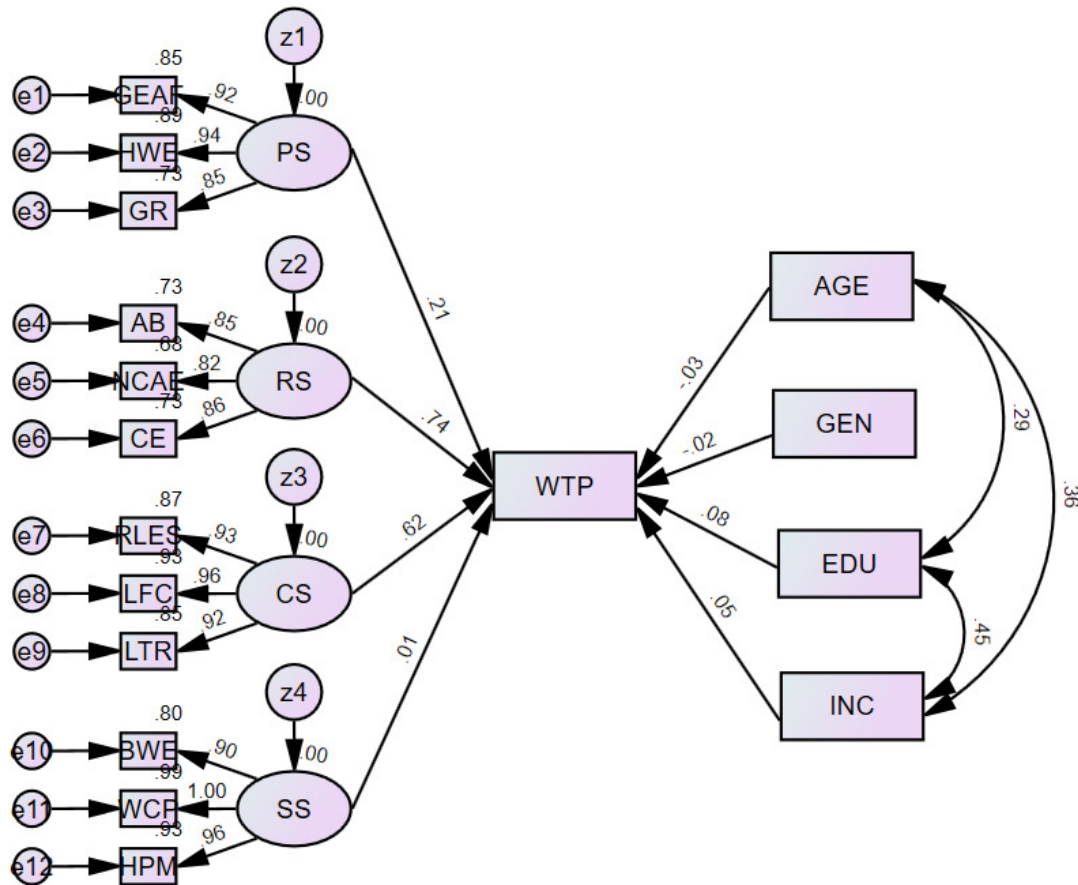 z1
.85
e1
GEAF
.92
.00
.89
e2
HWE
.94
PS
.73
e3
GR
.85
z2
.73
e4
AB
.85
.00
.68
e5
NCAE
.82
RS
.73
e6
CE
.86
z3
.87
e7
RLES
.93
.00
.93
e8
LFC
.96
CS
.85
e9
LTR
.92
z4
.80
e10
BWE
.90
.00
.99
e11
WCP
1.00
SS
.93
e12
HPM
.96
.21
.74
.62
.01
WTP
-.03
-.02
.08
.05
AGE
GEN
EDU
INC
.29
.36
.45